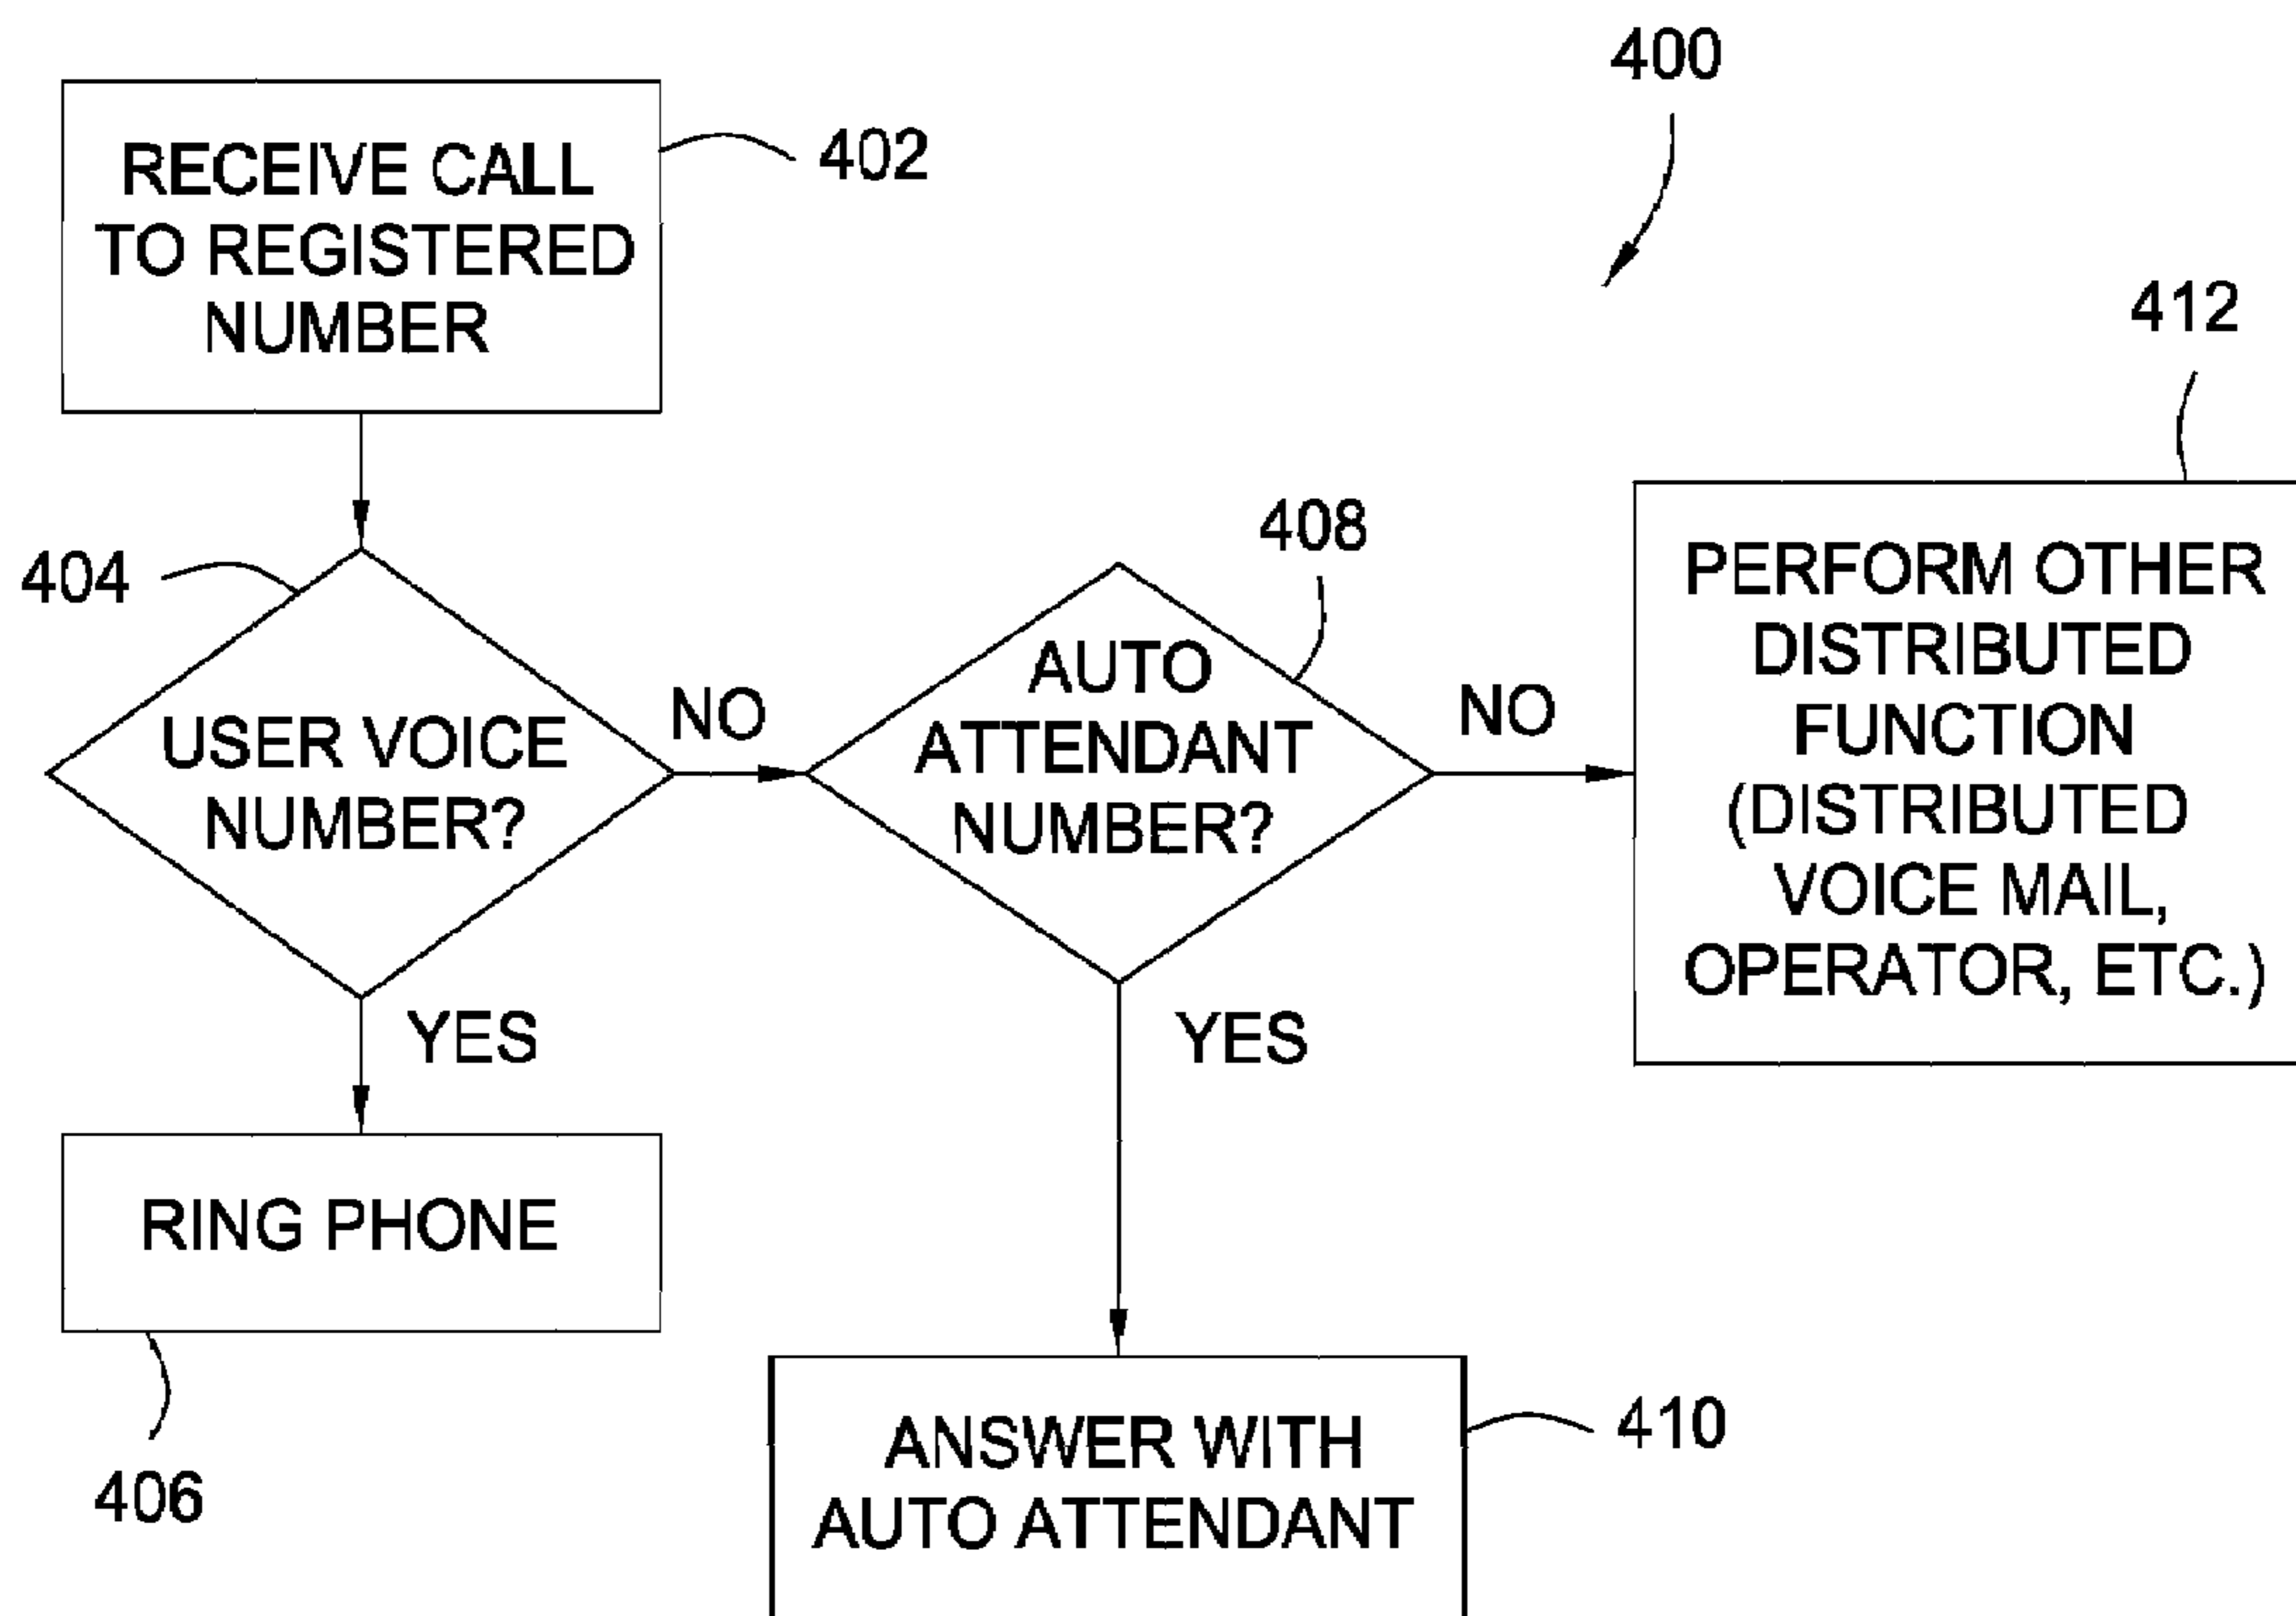 400
RECEIVE CALL
TO REGISTERED
NUMBER
402
404
USER VOICE
NUMBER?
NO
YES
RING PHONE
406
408
AUTO
ATTENDANT
NUMBER?
NO
YES
ANSWER WITH
AUTO ATTENDANT
410
412
PERFORM OTHER
DISTRIBUTED
FUNCTION
(DISTRIBUTED
VOICE MAIL,
OPERATOR, ETC.)